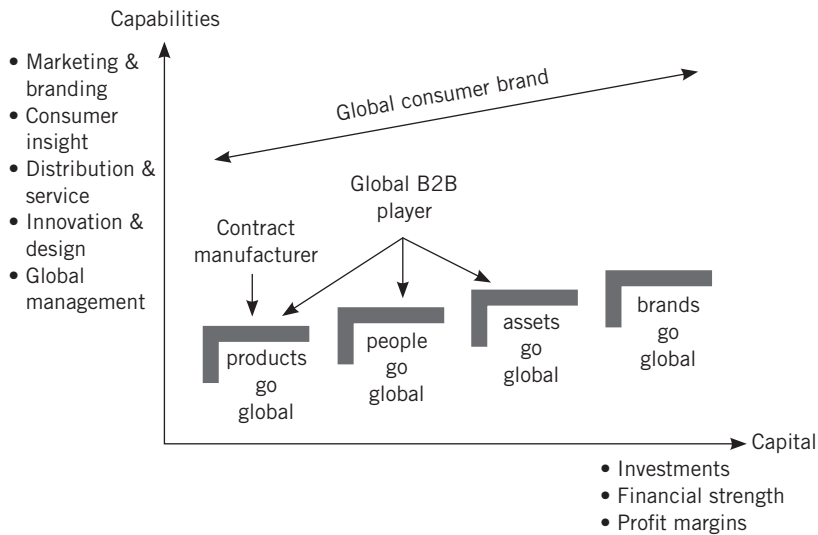 Capabilities
• Marketing &
branding
• Consumer
insight
• Distribution &
service
• Innovation &
design
• Global
management
Global consumer brand
Global B2B
player
Contract
manufacturer
products
go
global
people
go
global
assets
go
global
brands
go
global
Capital
• Investments
• Financial strength
• Profit margins